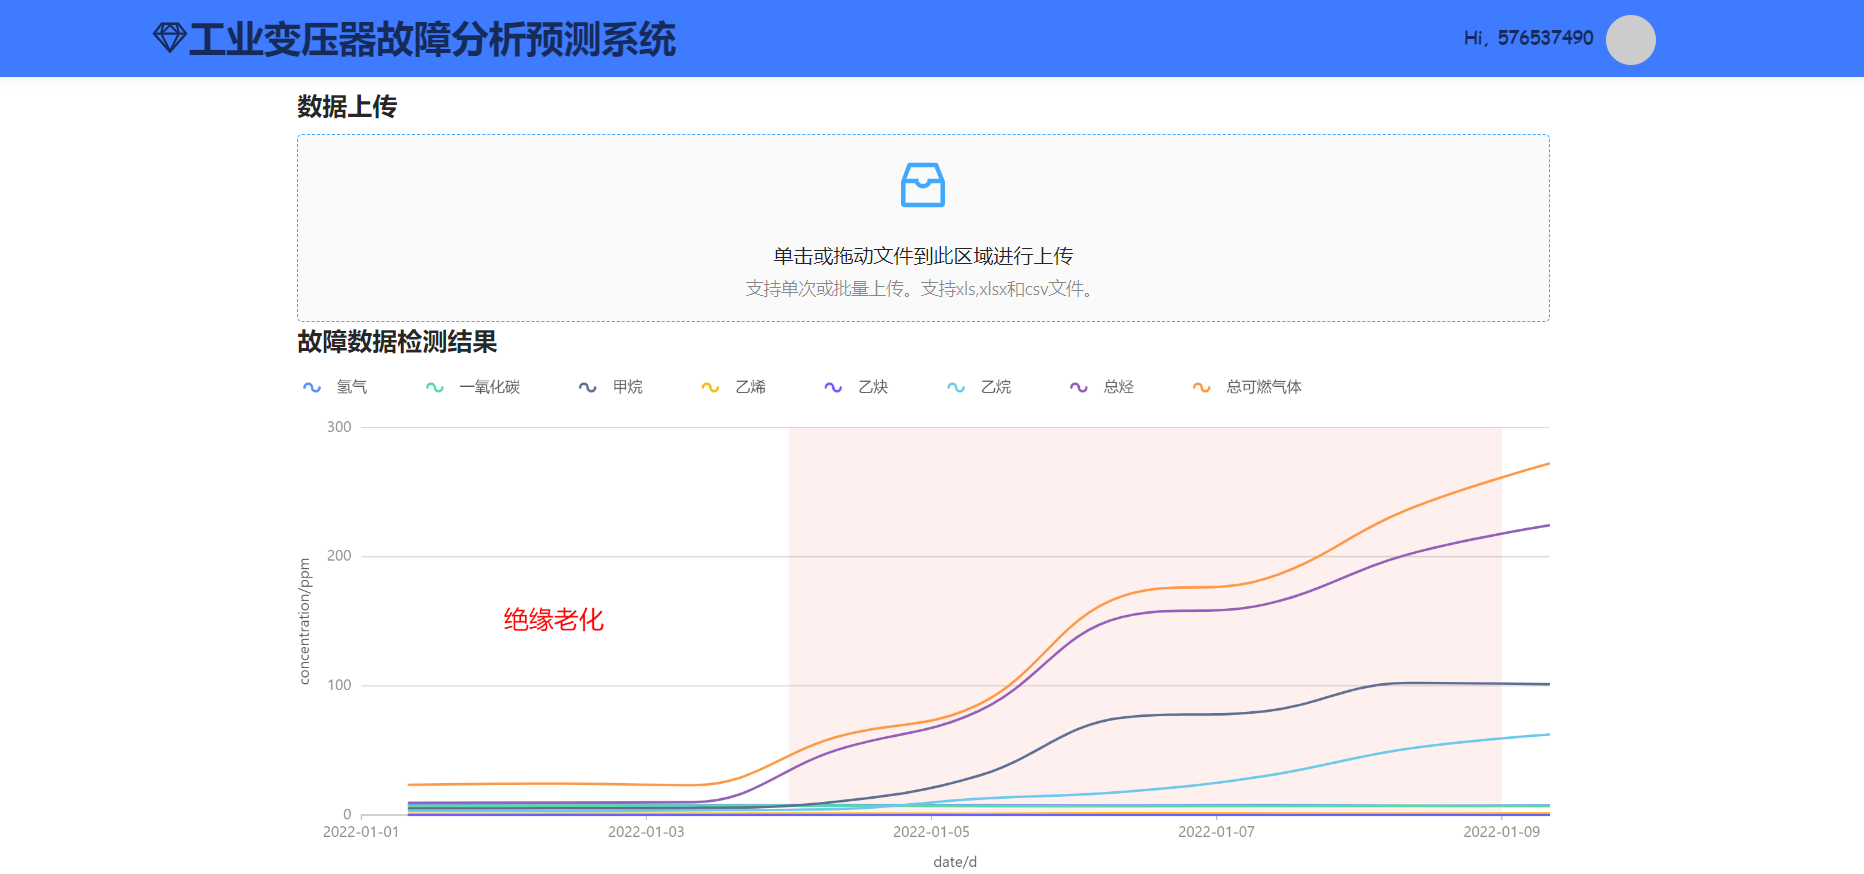 工业变压器故障分析预测系统
Hi, 576537490
数据上传
单击或拖动文件到此区域进行上传
支持单次或批量上传。支持xls,xlsx和csv文件。
故障数据检测结果
氢气 一氧化碳 甲烷 乙烯 乙炔 乙烷 总烃 总可燃气体
300
200
100
0
concentration/ppm
绝缘老化
2022-01-01 2022-01-03 2022-01-05 2022-01-07 2022-01-09
date/d